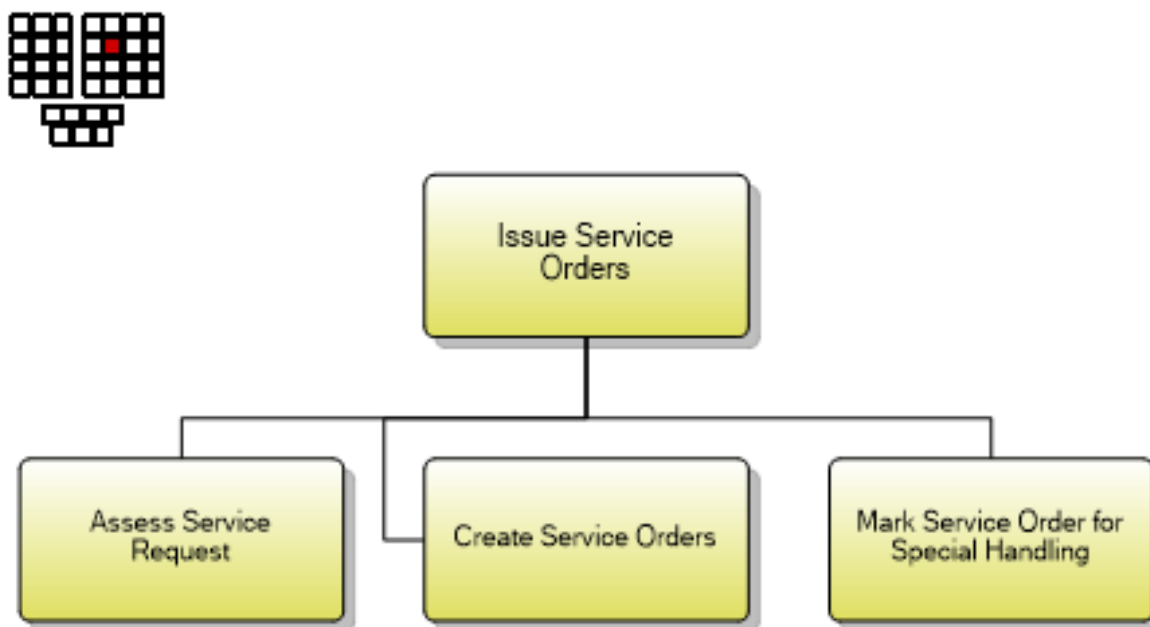 Issue Service
Orders
Assess Service
Request
Create Service Orders
Mark Service Order for
Special Handling